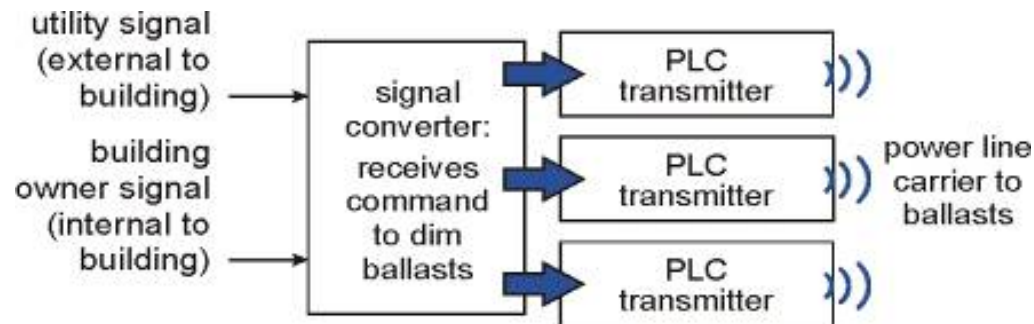 utility signal
(external to
building)
building
owner signal
(internal to
building)
signal
converter:
receives
command
to dim
ballasts
PLC
transmitter
PLC
transmitter
PLC
transmitter
power line
carrier to
ballasts